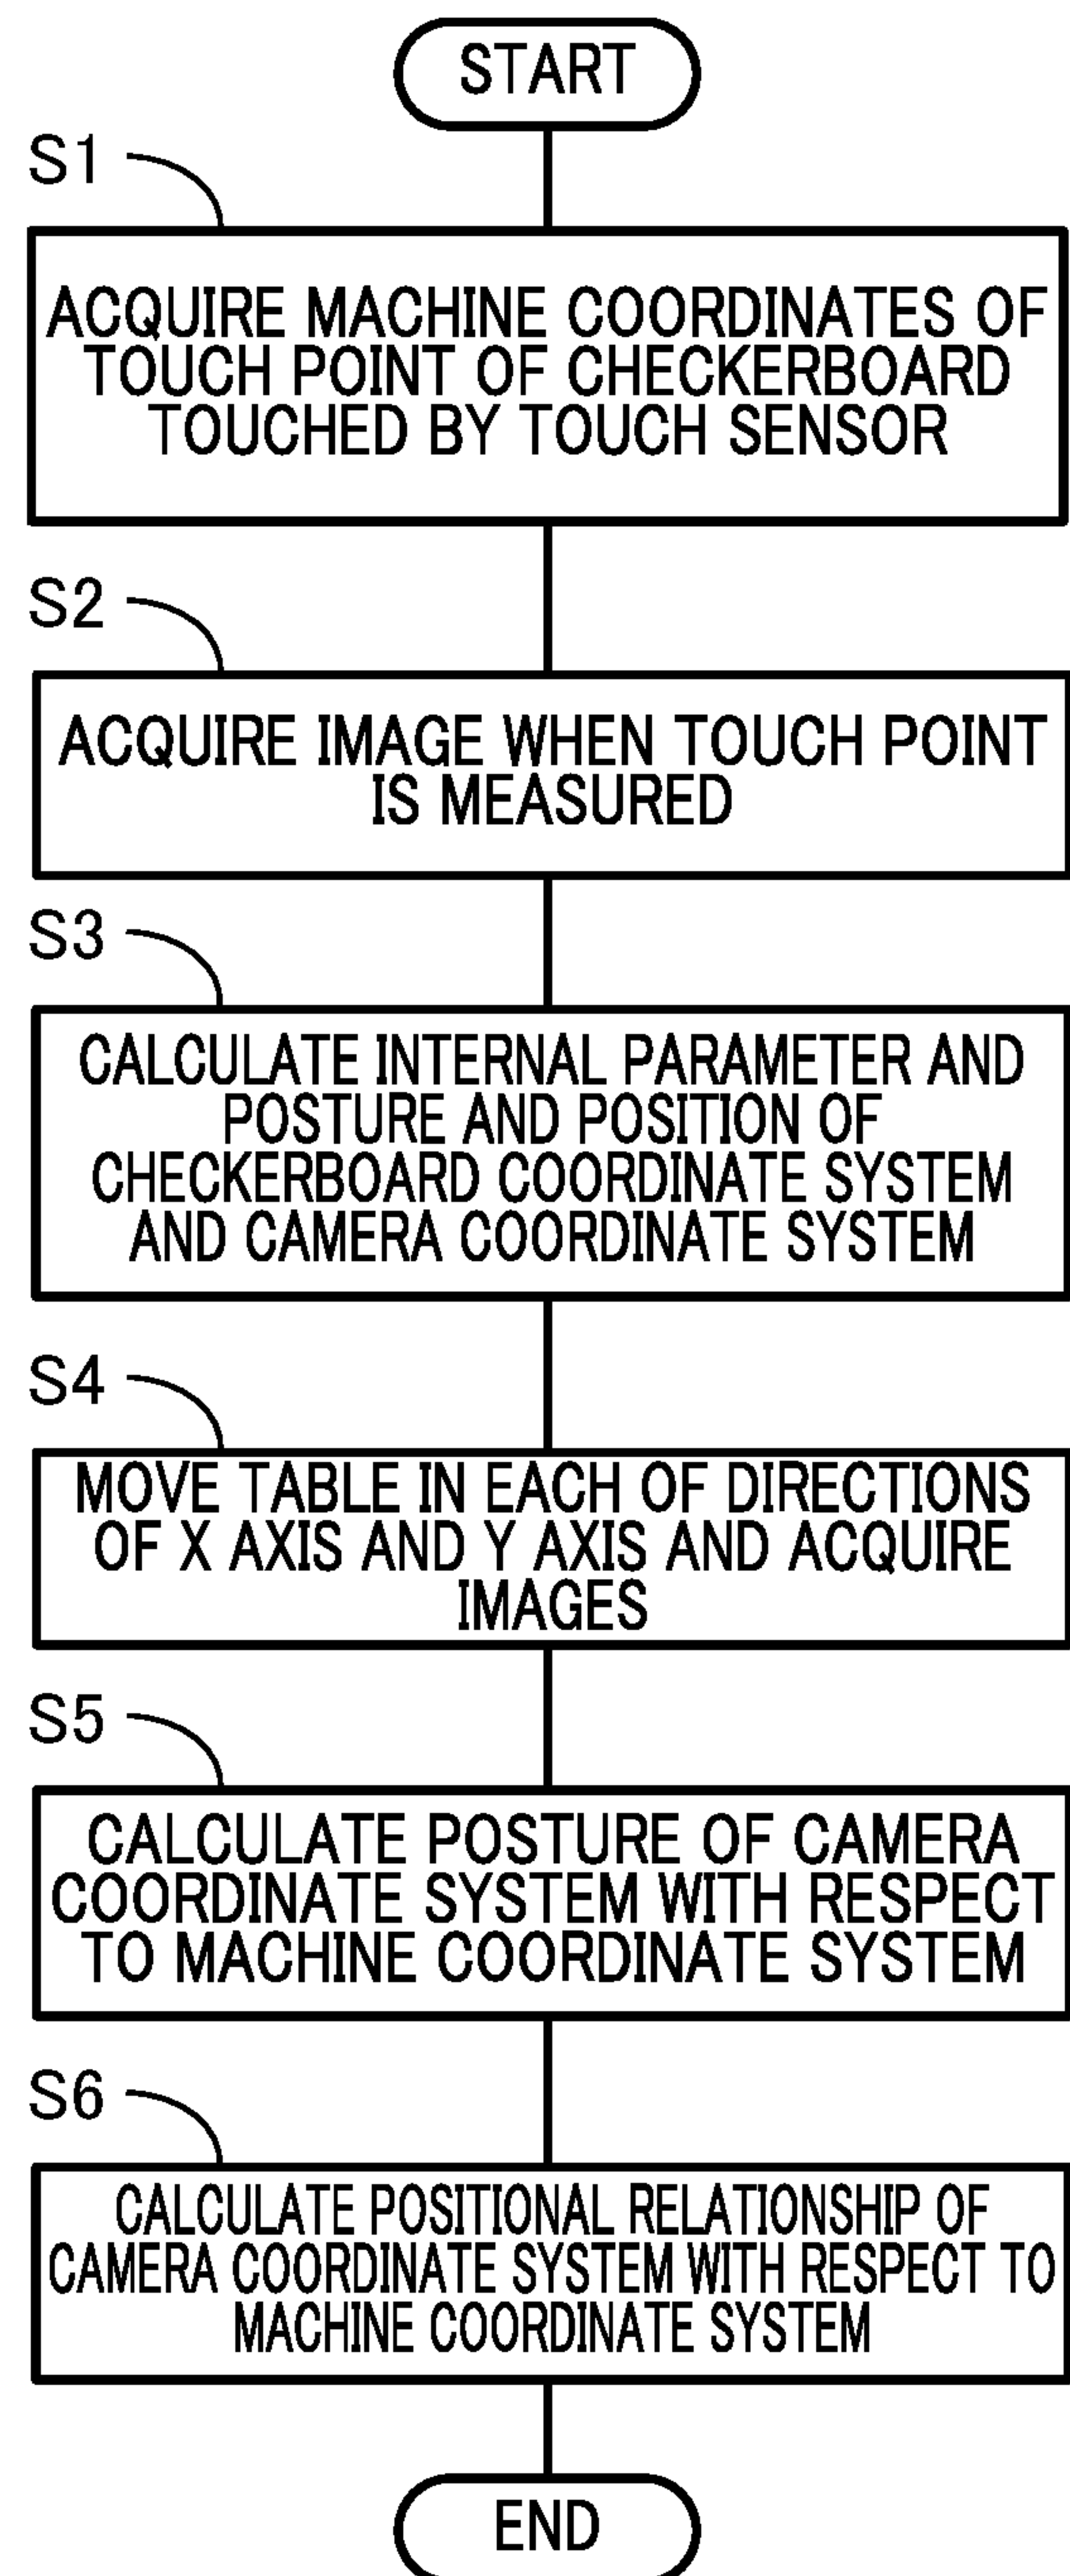 START
S1
ACQUIRE MACHINE COORDINATES OF
TOUCH POINT OF CHECKERBOARD
TOUCHED BY TOUCH SENSOR
S2
ACQUIRE IMAGE WHEN TOUCH POINT
IS MEASURED
S3
CALCULATE INTERNAL PARAMETER AND
POSTURE AND POSITION OF
CHECKERBOARD COORDINATE SYSTEM
AND CAMERA COORDINATE SYSTEM
S4
MOVE TABLE IN EACH OF DIRECTIONS
OF X AXIS AND Y AXIS AND ACQUIRE
IMAGES
S5
CALCULATE POSTURE OF CAMERA
COORDINATE SYSTEM WITH RESPECT
TO MACHINE COORDINATE SYSTEM
S6
CALCULATE POSITIONAL RELATIONSHIP OF
CAMERA COORDINATE SYSTEM WITH RESPECT TO
MACHINE COORDINATE SYSTEM
END